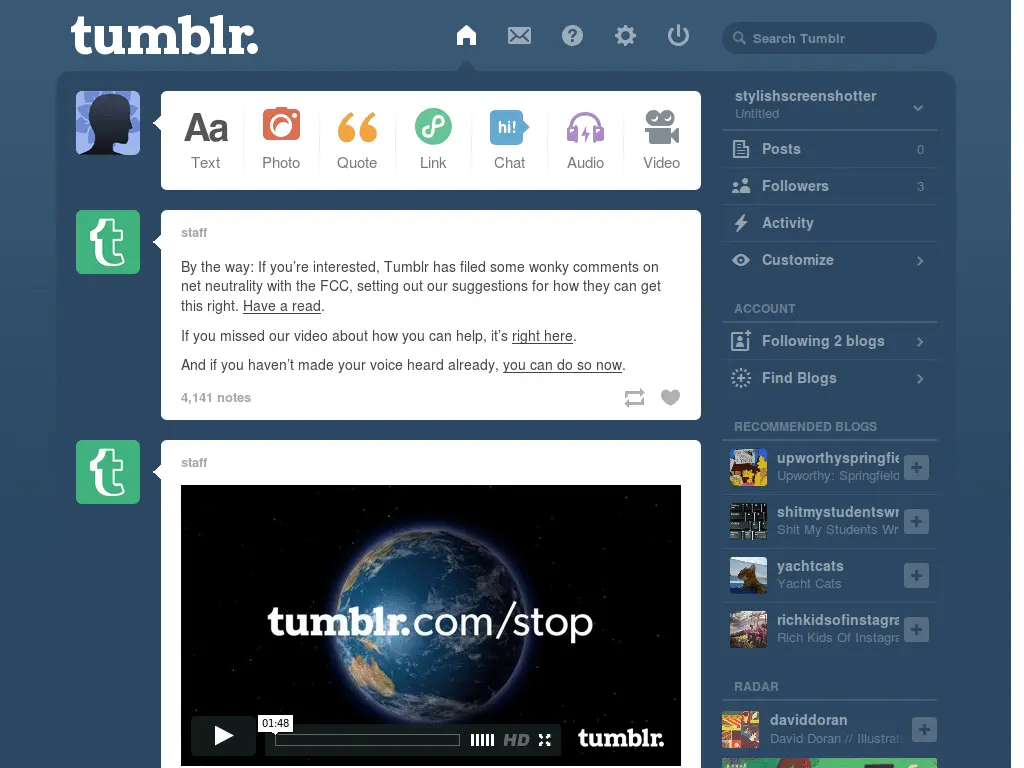 tumblr.
Search Tumblr
Aa
hi!
Text
Photo
Quote
Link
Chat
Audio
Video
staff
By the way: If you’re interested, Tumblr has filed some wonky comments on
net neutrality with the FCC, setting out our suggestions for how they can get
this right. Have a read.
If you missed our video about how you can help, it’s right here.
And if you haven’t made your voice heard already, you can do so now.
4,141 notes
staff
tumblr.com/stop
01:48
HD
tumblr.
stylishscreenshotter
Untitled
Posts 0
Followers 3
Activity
Customize
ACCOUNT
Following 2 blogs
Find Blogs
RECOMMENDED BLOGS
upworthyspringfie
Upworthy: Springfield
shitmystudentswr
Shit My Students Wr
yachtcats
Yacht Cats
richkidsofinstagra
Rich Kids Of Instagra
RADAR
daviddoran
David Doran // Illustrat